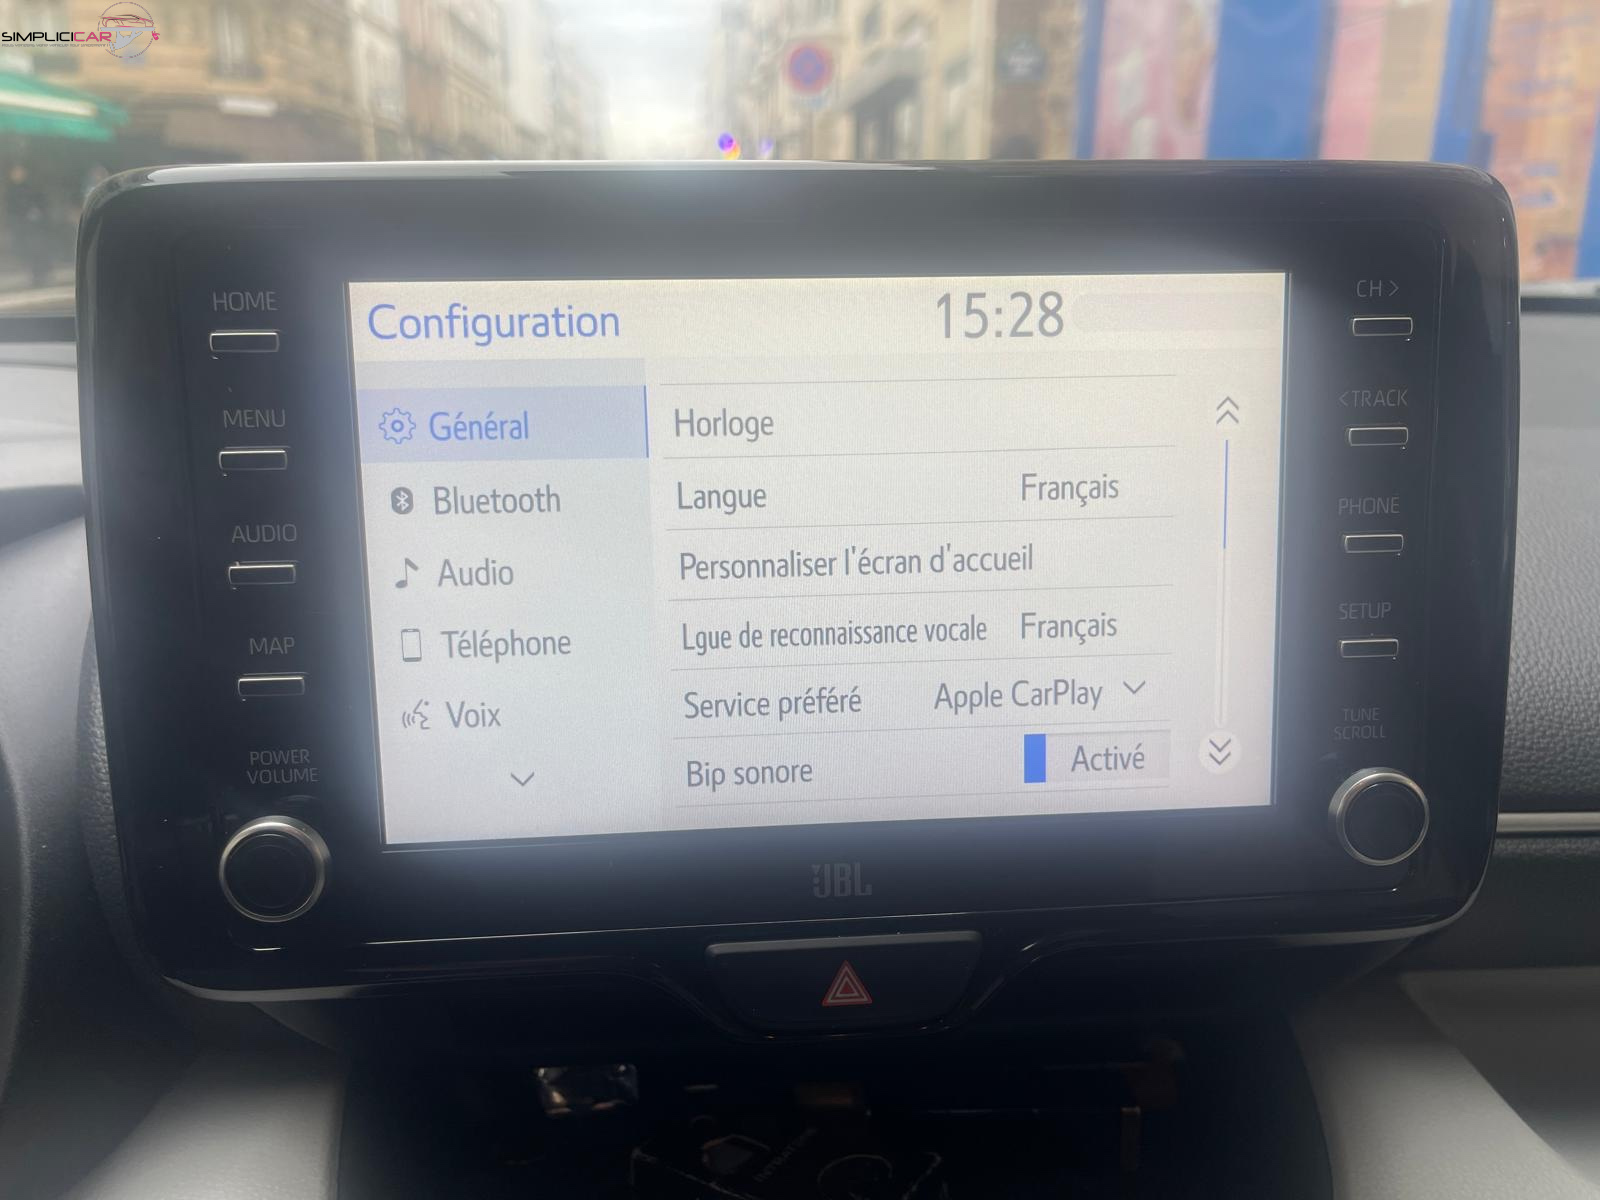 SIMPLICICAR
HOME
MENU
AUDIO
MAP
POWER
VOLUME
Configuration
15:28
Général
Bluetooth
Audio
Téléphone
Voix
Horloge
Langue Français
Personnaliser l'écran d'accueil
Lgue de reconnaissance vocale Français
Service préféré Apple CarPlay
Bip sonore Activé
CH >
< TRACK
PHONE
SETUP
TUNE
SCROLL
JBL